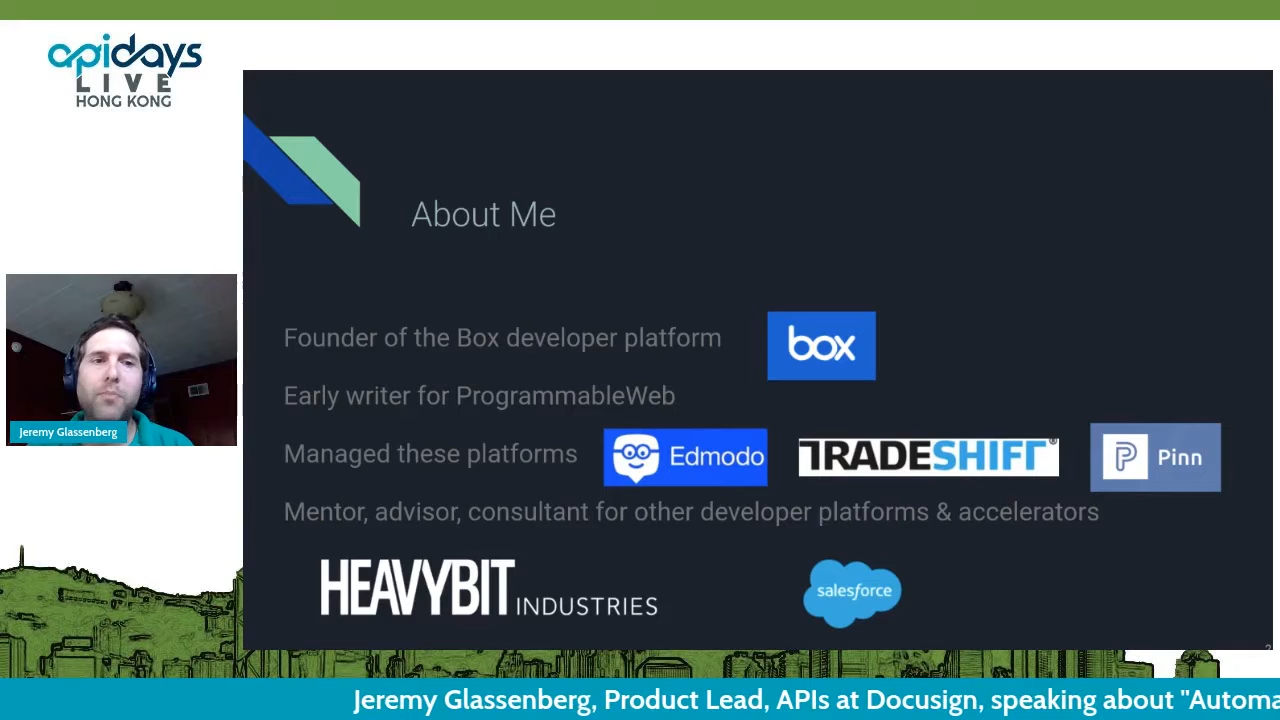 apidays
LIVE
HONG KONG
About Me
Founder of the Box developer platform
box
Early writer for ProgrammableWeb
Managed these platforms
Edmodo
TRADESHIFT®
Pinn
Mentor, advisor, consultant for other developer platforms & accelerators
HEAVYBIT INDUSTRIES
salesforce
Jeremy Glassenberg
Jeremy Glassenberg, Product Lead, APIs at Docusign, speaking about "Automa